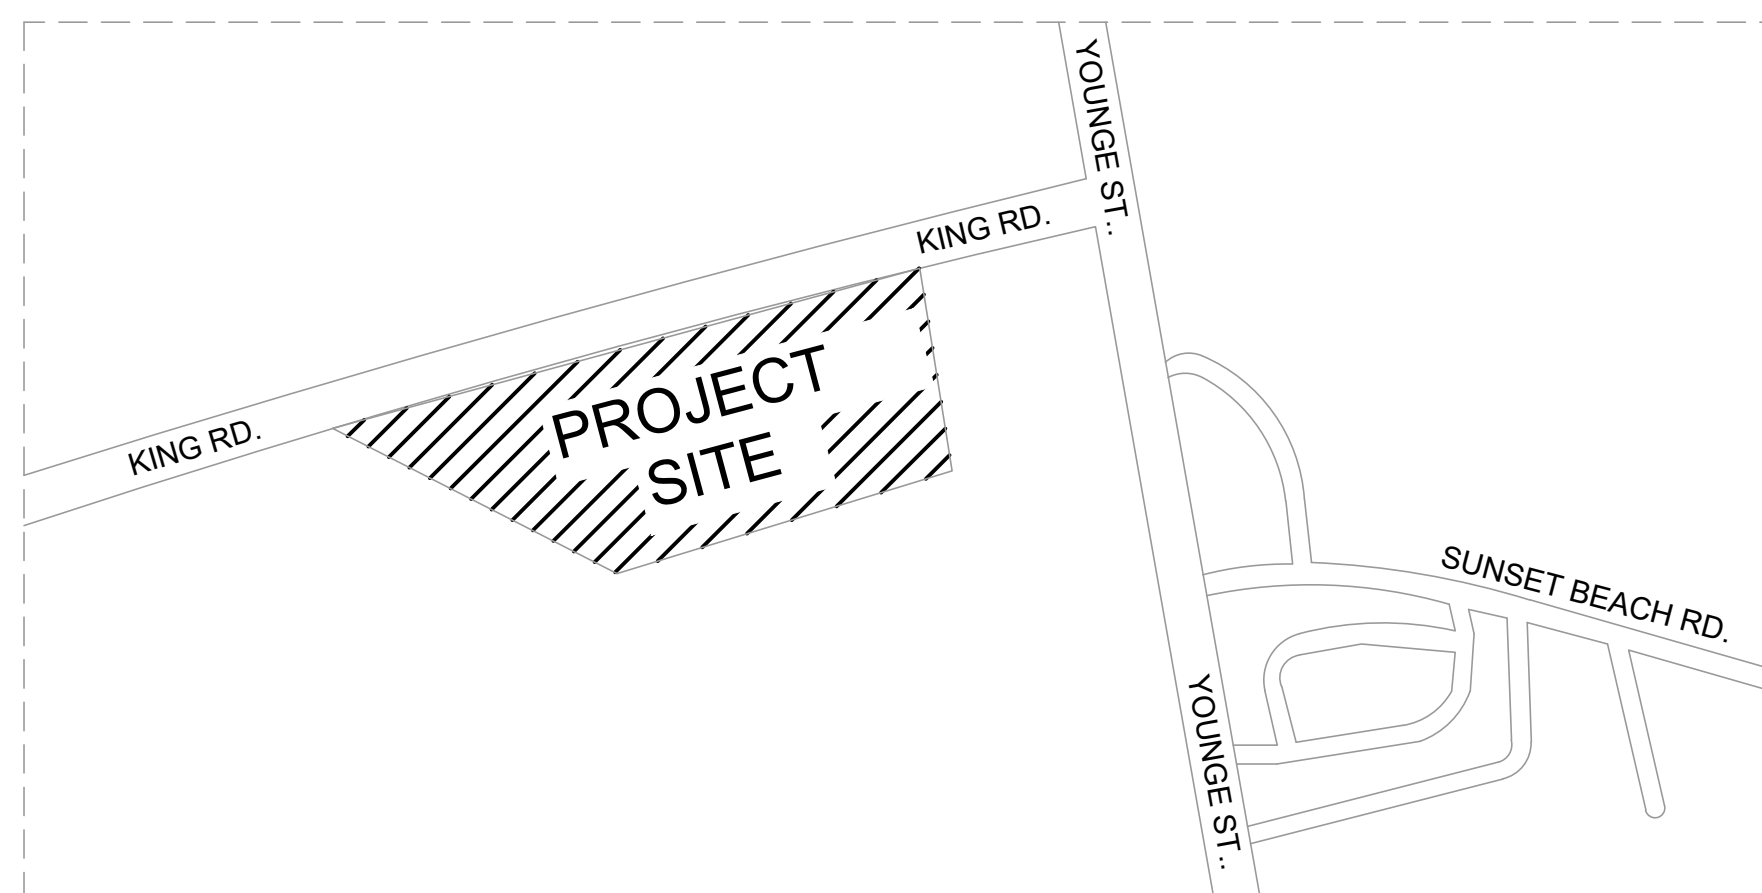 YOUNGE ST..
KING RD.
PROJECT
SITE
KING RD.
SUNSET BEACH RD.
YOUNGE ST..